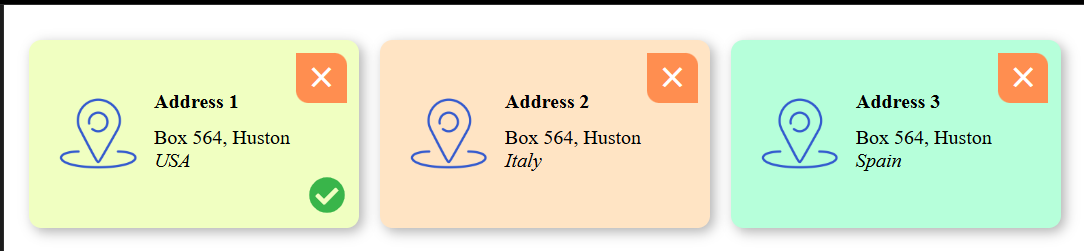 Address 1
Box 564, Huston
USA
Address 2
Box 564, Huston
Italy
Address 3
Box 564, Huston
Spain